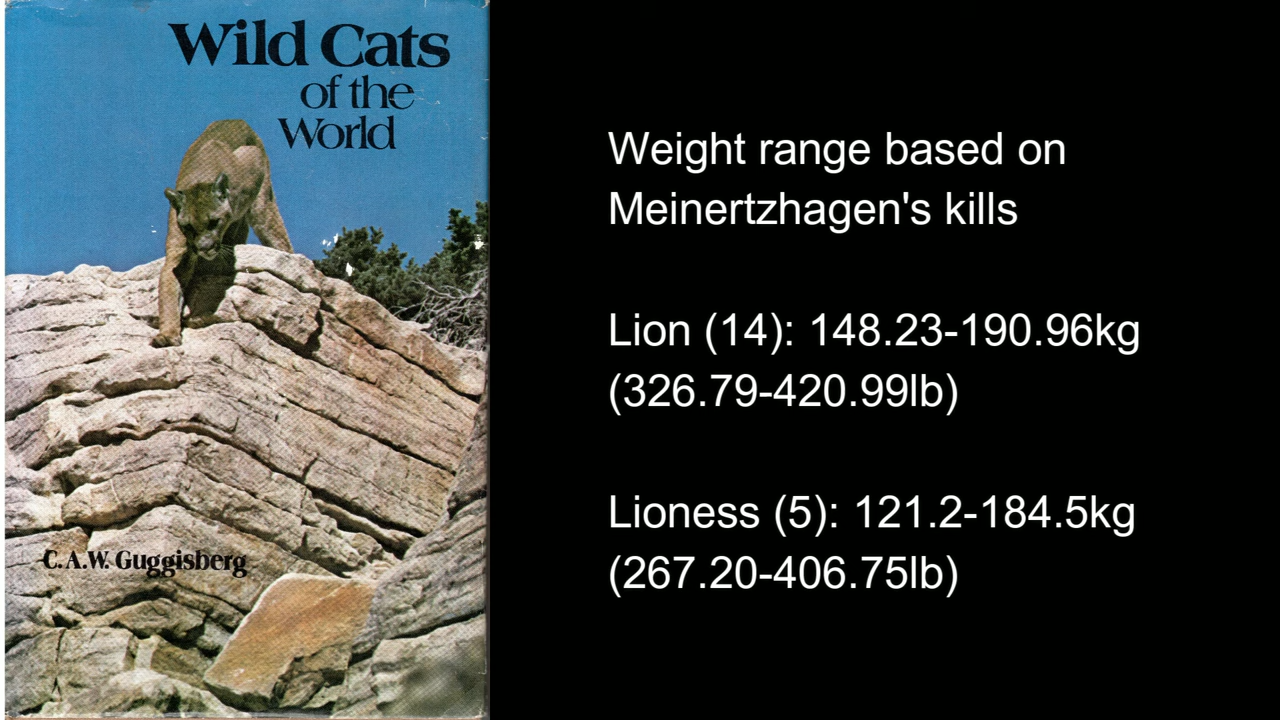 Wild Cats
of the
World
C.A.W. Guggisberg
Weight range based on
Meinertzhagen's kills
Lion (14): 148.23-190.96kg
(326.79-420.99lb)
Lioness (5): 121.2-184.5kg
(267.20-406.75lb)